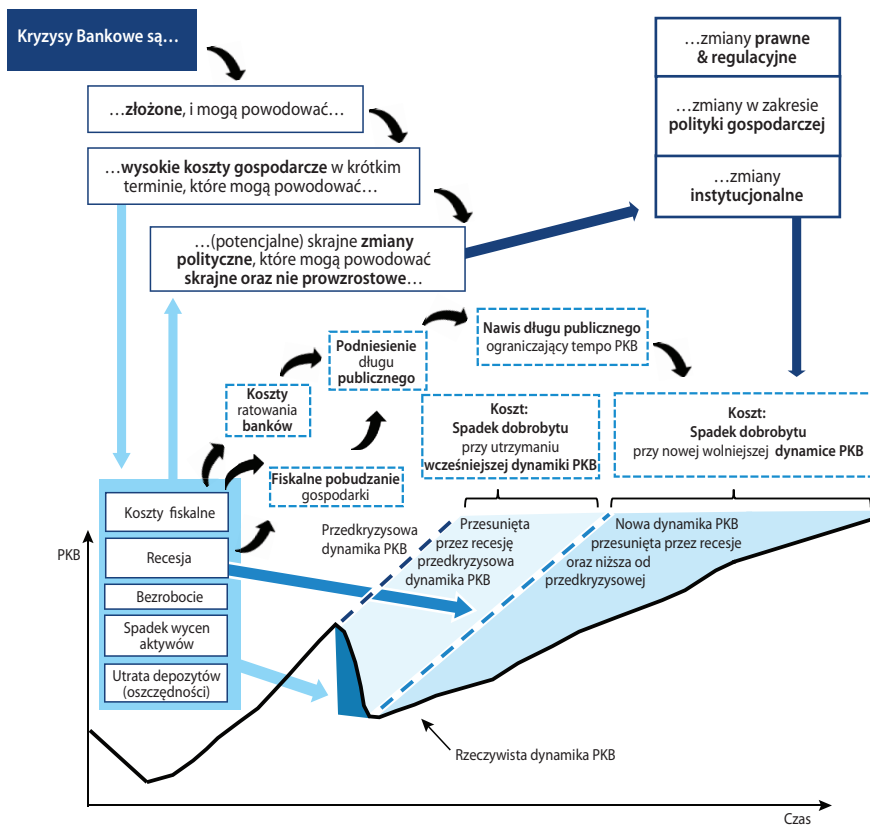 Kryzysy Bankowe są…
…złożone, i mogą powodować…
…wysokie koszty gospodarcze w krótkim
terminie, które mogą powodować…
…(potencjalne) skrajne zmiany
polityczne, które mogą powodować
skrajne oraz nie prowzrostowe…
…zmiany prawne
& regulacyjne
…zmiany w zakresie
polityki gospodarczej
…zmiany
instytucjonalne
Nawis długu publicznego
ograniczający tempo PKB
Podniesienie
długu
publicznego
Koszty
ratowania
banków
Fiskalne pobudzanie
gospodarki
Koszt:
Spadek dobrobytu
przy utrzymaniu
wcześniejszej dynamiki PKB
Koszt:
Spadek dobrobytu
przy nowej wolniejszej dynamice PKB
Koszty fiskalne
Recesja
Bezrobocie
Spadek wycen
aktywów
Utrata depozytów
(oszczędności)
PKB
Przedkryzysowa
dynamika PKB
Przesunięta
przez recesję
przedkryzysowa
dynamika PKB
Nowa dynamika PKB
przesunięta przez recesje
oraz niższa od
przedkryzysowej
Rzeczywista dynamika PKB
Czas